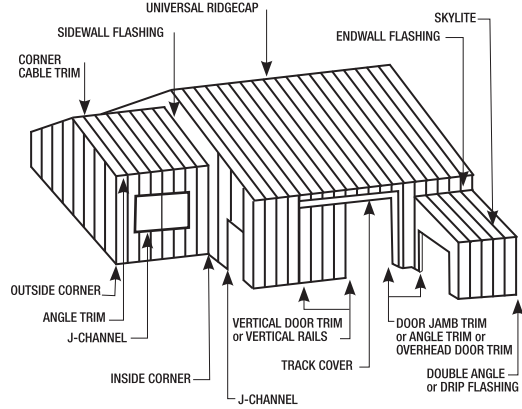 UNIVERSAL RIDGECAP
SKYLITE
SIDEWALL FLASHING
ENDWALL FLASHING
CORNER
CABLE TRIM
OUTSIDE CORNER
ANGLE TRIM
J-CHANNEL
INSIDE CORNER
J-CHANNEL
VERTICAL DOOR TRIM
or VERTICAL RAILS
TRACK COVER
DOOR JAMB TRIM
or ANGLE TRIM or
OVERHEAD DOOR TRIM
DOUBLE ANGLE
or DRIP FLASHING